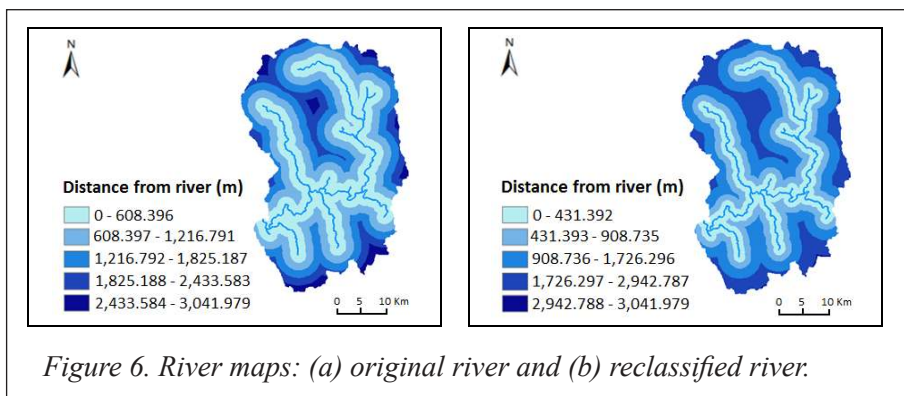 N
Distance from river (m)
0 - 608.396
608.397 - 1,216.791
1,216.792 - 1,825.187
1,825.188 - 2,433.583
2,433.584 - 3,041.979
0 5 10 Km
N
Distance from river (m)
0 - 431.392
431.393 - 908.735
908.736 - 1,726.296
1,726.297 - 2,942.787
2,942.788 - 3,041.979
0 5 10 Km
Figure 6. River maps: (a) original river and (b) reclassified river.